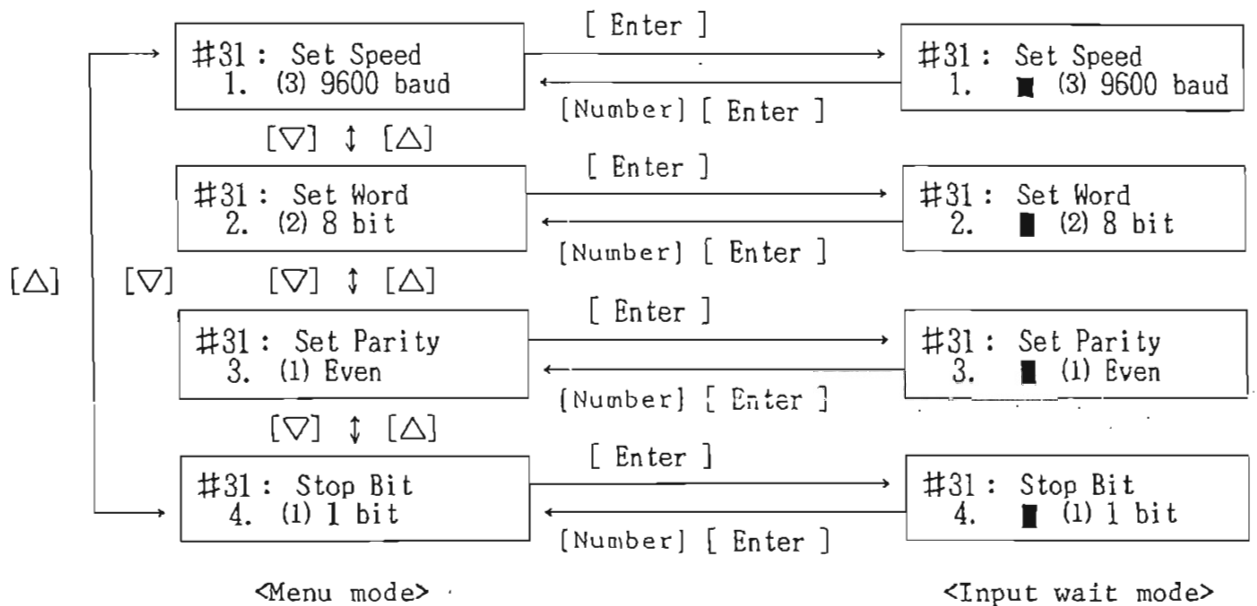 [ Enter ]
#31: Set Speed
1. (3) 9600 baud
#31: Set Speed
1. ■ (3) 9600 baud
[Number] [ Enter ]
[▽] ↕ [△]
[ Enter ]
#31: Set Word
2. (2) 8 bit
#31: Set Word
2. ■ (2) 8 bit
[Number] [ Enter ]
[△] [▽] [▽] ↕ [△]
[ Enter ]
#31: Set Parity
3. (1) Even
#31: Set Parity
3. ■ (1) Even
[Number] [ Enter ]
[▽] ↕ [△]
[ Enter ]
#31: Stop Bit
4. (1) 1 bit
#31: Stop Bit
4. ■ (1) 1 bit
[Number] [ Enter ]
<Menu mode>
<Input wait mode>